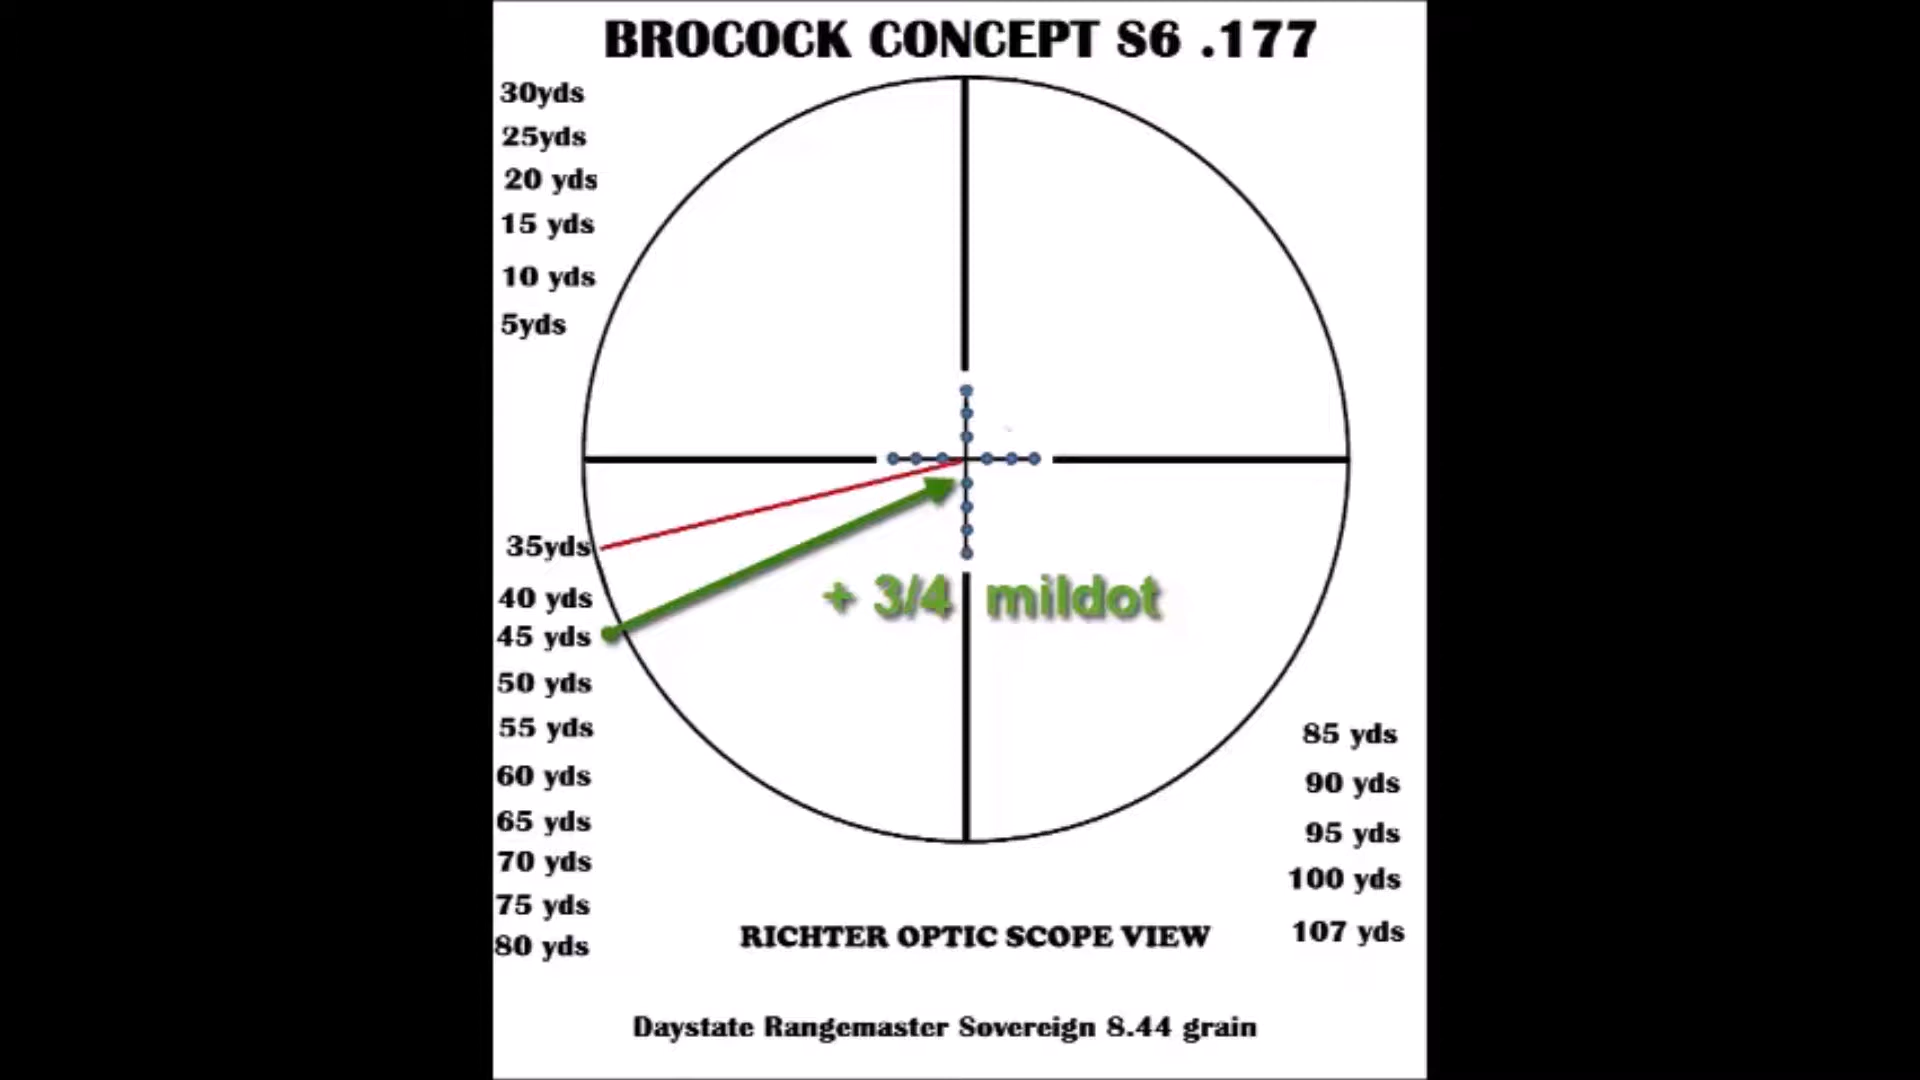 BROCOCK CONCEPT S6 .177
30yds
25yds
20 yds
15 yds
10 yds
5yds
35yds
40 yds
45 yds
50 yds
55 yds
60 yds
65 yds
70 yds
75 yds
80 yds
+ 3/4 mildot
85 yds
90 yds
95 yds
100 yds
107 yds
RICHTER OPTIC SCOPE VIEW
Daystate Rangemaster Sovereign 8.44 grain